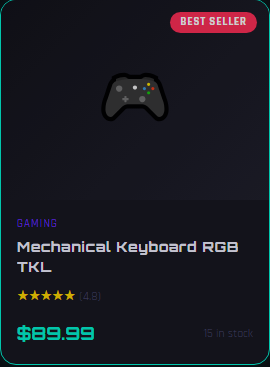 BEST SELLER
GAMING
Mechanical Keyboard RGB
TKL
★★★★★ (4.8)
$89.99
15 in stock